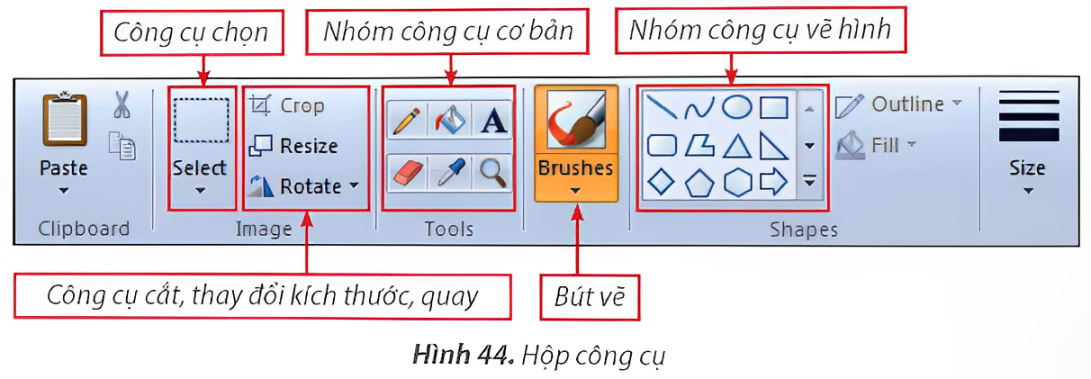 Công cụ chọn
Nhóm công cụ cơ bản
Nhóm công cụ vẽ hình
Paste
Select
Crop
Resize
Rotate
A
Brushes
Outline
Fill
Size
Clipboard
Image
Tools
Shapes
Công cụ cắt, thay đổi kích thước, quay
Bút vẽ
Hình 44. Hộp công cụ